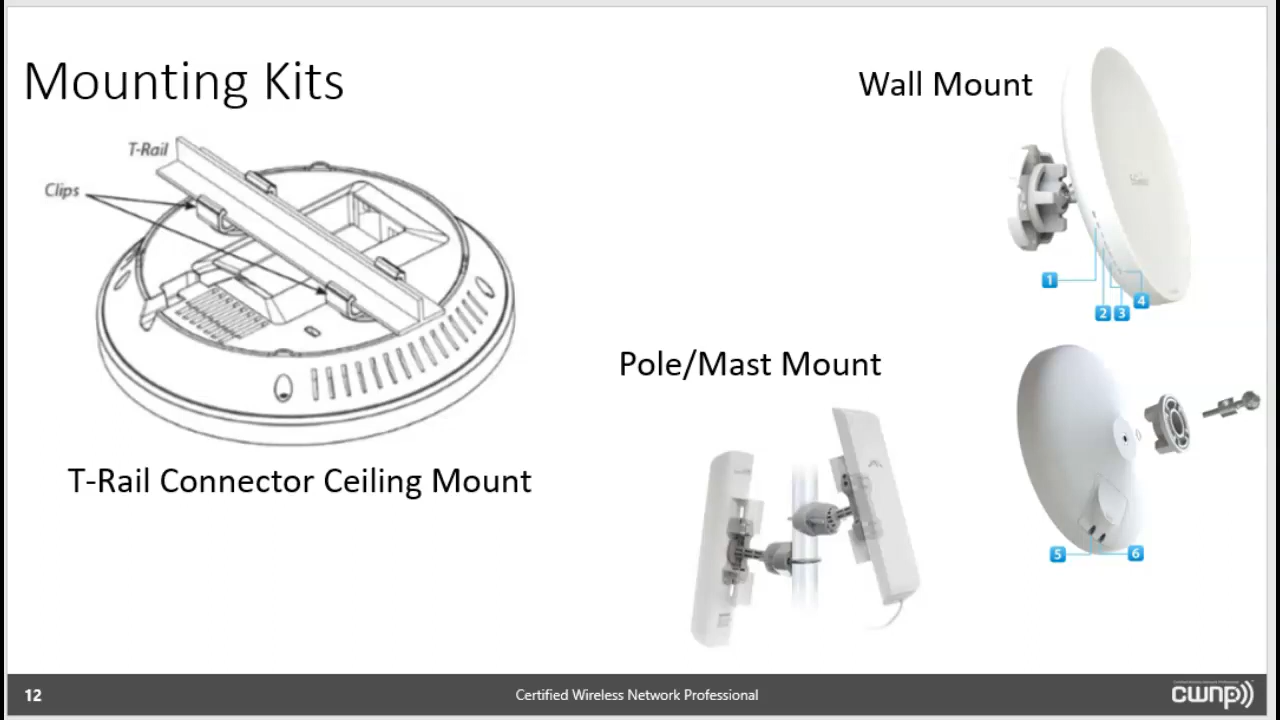 Mounting Kits
T-Rail
Clips
T-Rail Connector Ceiling Mount
Wall Mount
1
2
3
4
Pole/Mast Mount
5
6
12
Certified Wireless Network Professional
cwnp